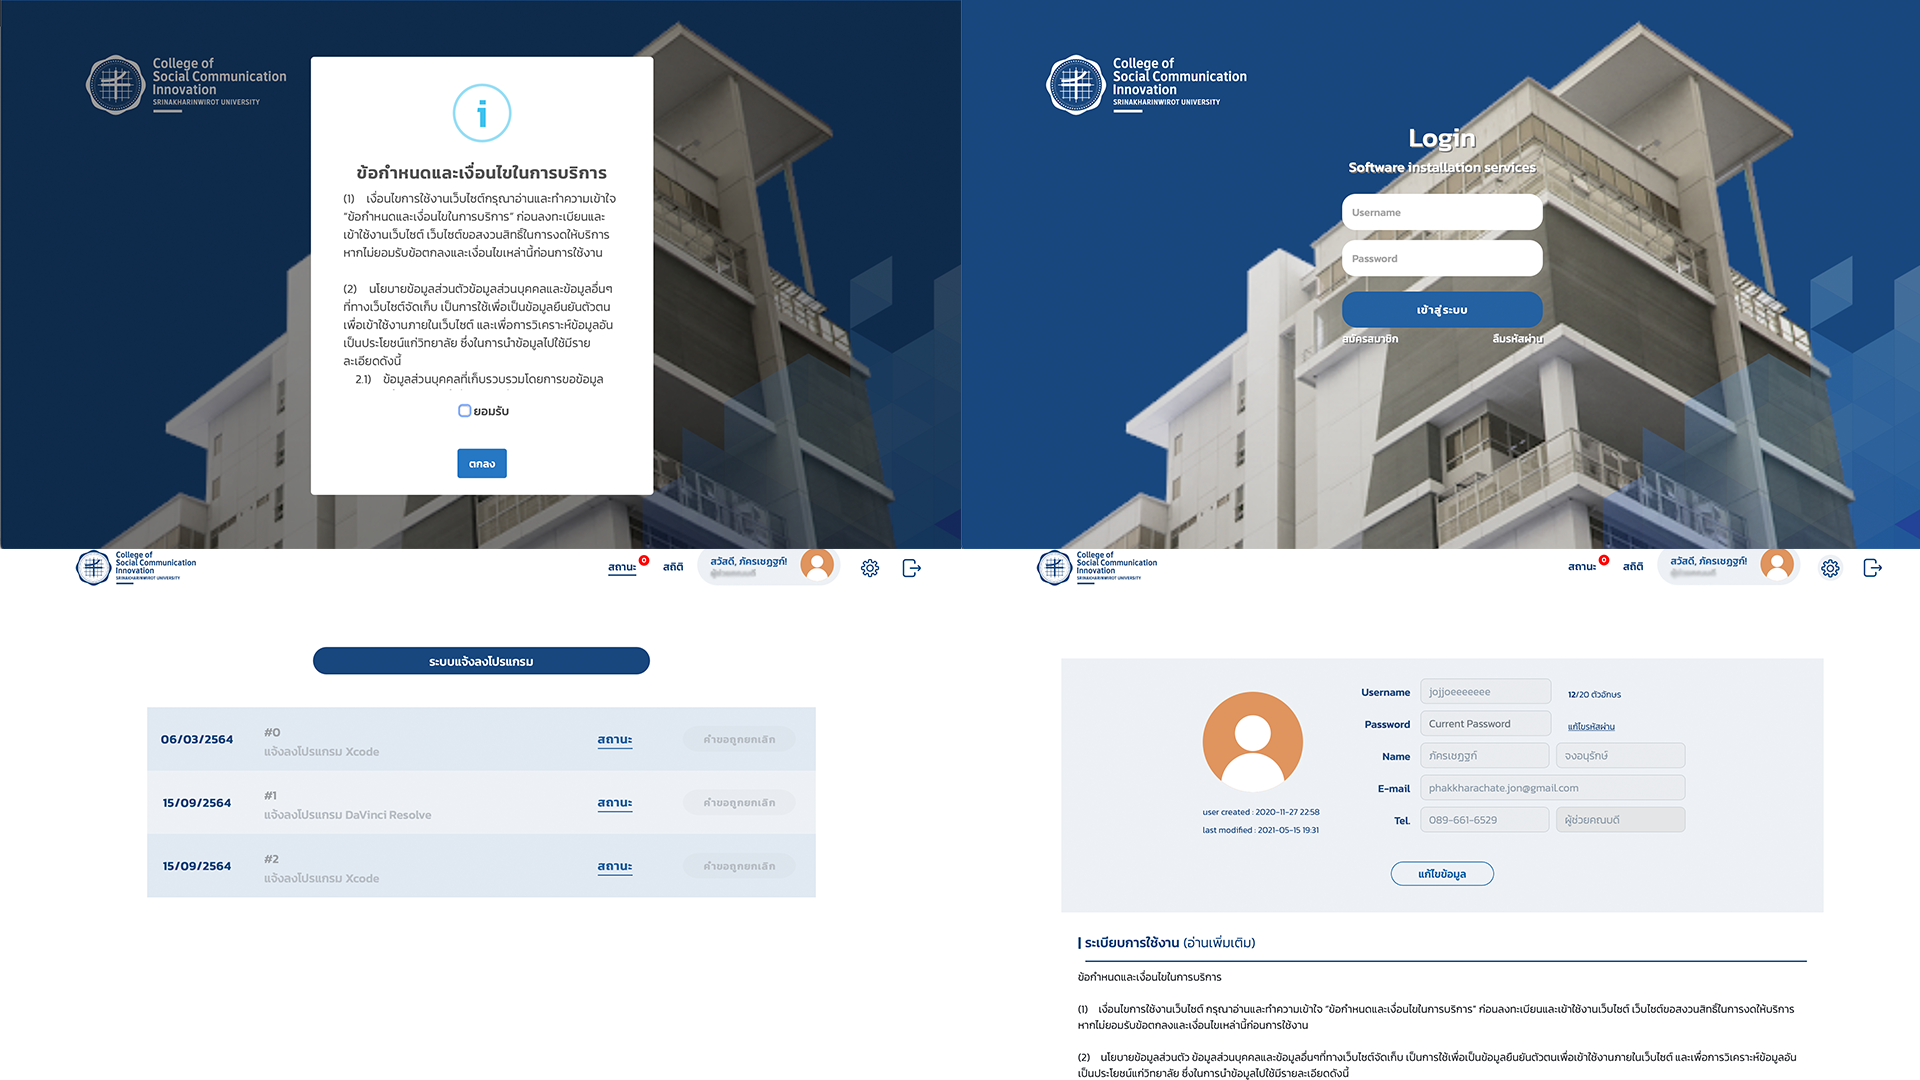 College of
Social Communication
Innovation
SRINAKHARINWIROT UNIVERSITY
i
ข้อกำหนดและเงื่อนไขในการบริการ
(1) เงื่อนไขการใช้งานเว็บไซต์กรุณาอ่านและทำความเข้าใจ
"ข้อกำหนดและเงื่อนไขในการบริการ" ก่อนลงทะเบียนและ
เข้าใช้งานเว็บไซต์ เว็บไซต์ขอสงวนสิทธิ์ในการงดให้บริการ
หากไม่ยอมรับข้อตกลงและเงื่อนไขเหล่านี้ก่อนการใช้งาน
(2) นโยบายข้อมูลส่วนตัวข้อมูลส่วนบุคคลและข้อมูลอื่นๆ
ที่ทางเว็บไซต์จัดเก็บ เป็นการใช้เพื่อเป็นข้อมูลยืนยันตัวตน
เพื่อเข้าใช้งานภายในเว็บไซต์ และเพื่อการวิเคราะห์ข้อมูลอัน
เป็นประโยชน์แก่วิทยาลัย ซึ่งในการนำข้อมูลไปใช้มีราย
ละเอียดดังนี้
2.1) ข้อมูลส่วนบุคคลที่เก็บรวบรวมโดยการขอข้อมูล
ยอมรับ
ตกลง
College of
Social Communication
Innovation
SRINAKHARINWIROT UNIVERSITY
Login
Software installation services
Username
Password
เข้าสู่ระบบ
สมัครสมาชิก ลืมรหัสผ่าน
College of
Social Communication
Innovation
SRINAKHARINWIROT UNIVERSITY
สถานะ 0 สถิติ สวัสดี, ภัครเชฏฐก์!
ระบบแจ้งลงโปรแกรม
06/03/2564 #0 สถานะ คำขอถูกยกเลิก
แจ้งลงโปรแกรม Xcode
15/09/2564 #1 สถานะ คำขอถูกยกเลิก
แจ้งลงโปรแกรม DaVinci Resolve
15/09/2564 #2 สถานะ คำขอถูกยกเลิก
แจ้งลงโปรแกรม Xcode
College of
Social Communication
Innovation
SRINAKHARINWIROT UNIVERSITY
สถานะ 0 สถิติ สวัสดี, ภัครเชฏฐก์!
Username jojjoeeeeeee 12/20 ตัวอักษร
Password Current Password แก้ไขรหัสผ่าน
Name ภัครเชฏฐก์ จงอนุรักษ์
E-mail phakkharachate.jon@gmail.com
Tel. 089-661-6529 ผู้ช่วยคณบดี
user created : 2020-11-27 22:58
last modified : 2021-05-15 19:31
แก้ไขข้อมูล
ระเบียบการใช้งาน (อ่านเพิ่มเติม)
ข้อกำหนดและเงื่อนไขในการบริการ
(1) เงื่อนไขการใช้งานเว็บไซต์ กรุณาอ่านและทำความเข้าใจ "ข้อกำหนดและเงื่อนไขในการบริการ" ก่อนลงทะเบียนและเข้าใช้งานเว็บไซต์ เว็บไซต์ขอสงวนสิทธิ์ในการงดให้บริการ
หากไม่ยอมรับข้อตกลงและเงื่อนไขเหล่านี้ก่อนการใช้งาน
(2) นโยบายข้อมูลส่วนตัว ข้อมูลส่วนบุคคลและข้อมูลอื่นๆที่ทางเว็บไซต์จัดเก็บ เป็นการใช้เพื่อเป็นข้อมูลยืนยันตัวตนเพื่อเข้าใช้งานภายในเว็บไซต์ และเพื่อการวิเคราะห์ข้อมูลอัน
เป็นประโยชน์แก่วิทยาลัย ซึ่งในการนำข้อมูลไปใช้มีรายละเอียดดังนี้